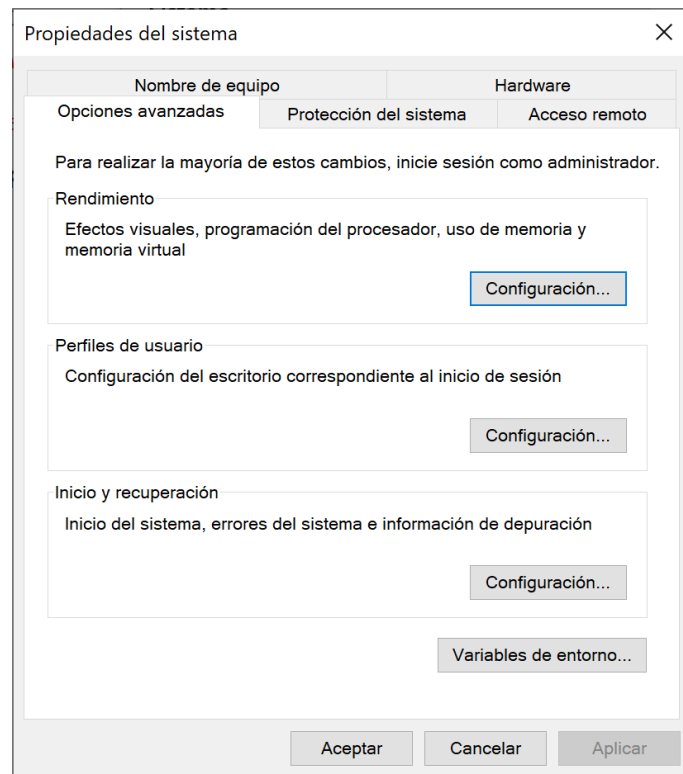 Propiedades del sistema
Nombre de equipo
Hardware
Opciones avanzadas
Protección del sistema
Acceso remoto
Para realizar la mayoría de estos cambios, inicie sesión como administrador.
Rendimiento
Efectos visuales, programación del procesador, uso de memoria y
memoria virtual
Configuración...
Perfiles de usuario
Configuración del escritorio correspondiente al inicio de sesión
Configuración...
Inicio y recuperación
Inicio del sistema, errores del sistema e información de depuración
Configuración...
Variables de entorno...
Aceptar
Cancelar
Aplicar